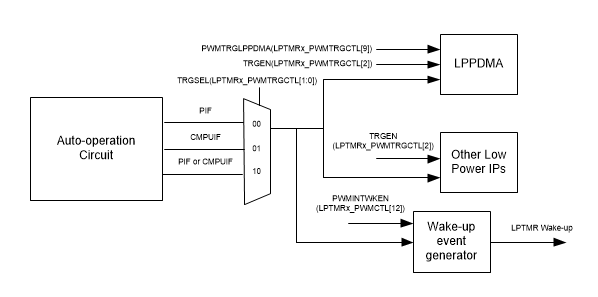 PWMTRGLPPDMA(LPTMRx_PWMTRGCTL[9])
TRGEN(LPTMRx_PWMTRGCTL[2])
LPPDMA
TRGSEL(LPTMRx_PWMTRGCTL[1:0])
PIF
00
Auto-operation
Circuit
CMPUIF
01
PIF or CMPUIF
10
TRGEN
(LPTMRx_PWMTRGCTL[2])
Other Low
Power IPs
PWMINTWKEN
(LPTMRx_PWMCTL[12])
Wake-up
event
generator
LPTMR Wake-up